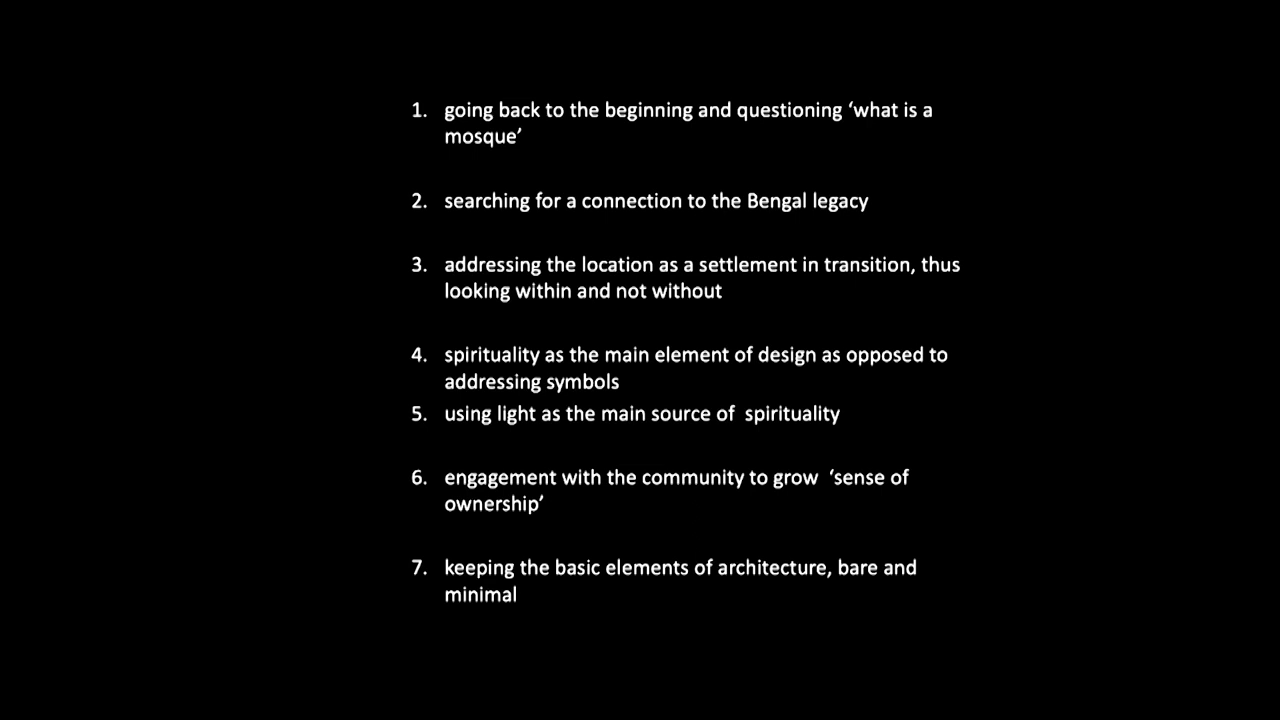 1. going back to the beginning and questioning ‘what is a
mosque’
2. searching for a connection to the Bengal legacy
3. addressing the location as a settlement in transition, thus
looking within and not without
4. spirituality as the main element of design as opposed to
addressing symbols
5. using light as the main source of  spirituality
6. engagement with the community to grow  ‘sense of
ownership’
7. keeping the basic elements of architecture, bare and
minimal